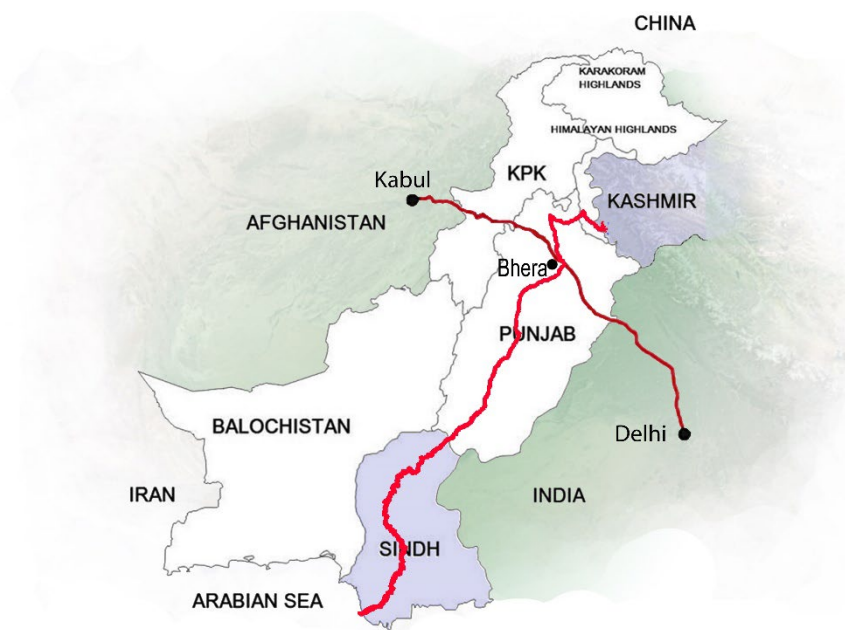 CHINA
KARAKORAM
HIGHLANDS
HIMALAYAN HIGHLANDS
KPK
Kabul
KASHMIR
AFGHANISTAN
Bhera
PUNJAB
BALOCHISTAN
Delhi
IRAN
INDIA
SINDH
ARABIAN SEA